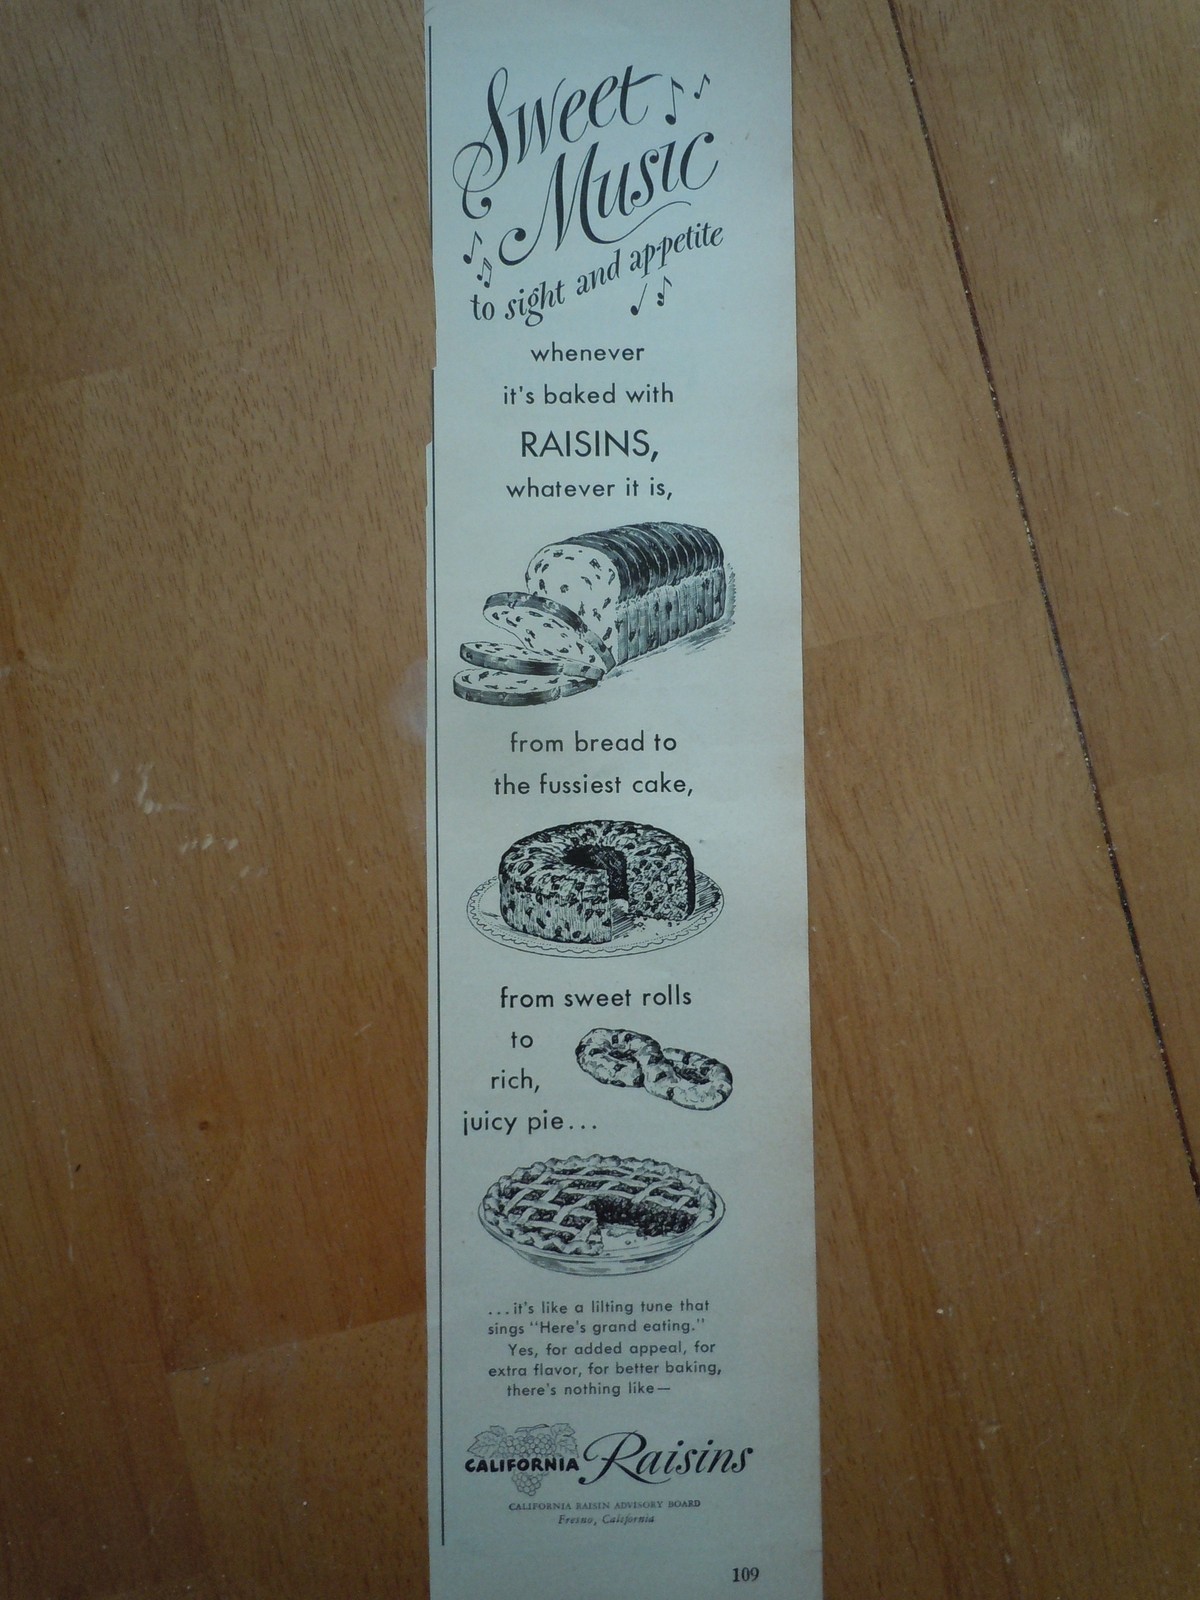 Sweet
Music
to sight and appetite
whenever
it's baked with
RAISINS,
whatever it is,
from bread to
the fussiest cake,
from sweet rolls
to
rich,
juicy pie...
...it's like a lilting tune that
sings "Here's grand eating."
Yes, for added appeal, for
extra flavor, for better baking,
there's nothing like—
CALIFORNIA Raisins
CALIFORNIA RAISIN ADVISORY BOARD
Fresno, California
109